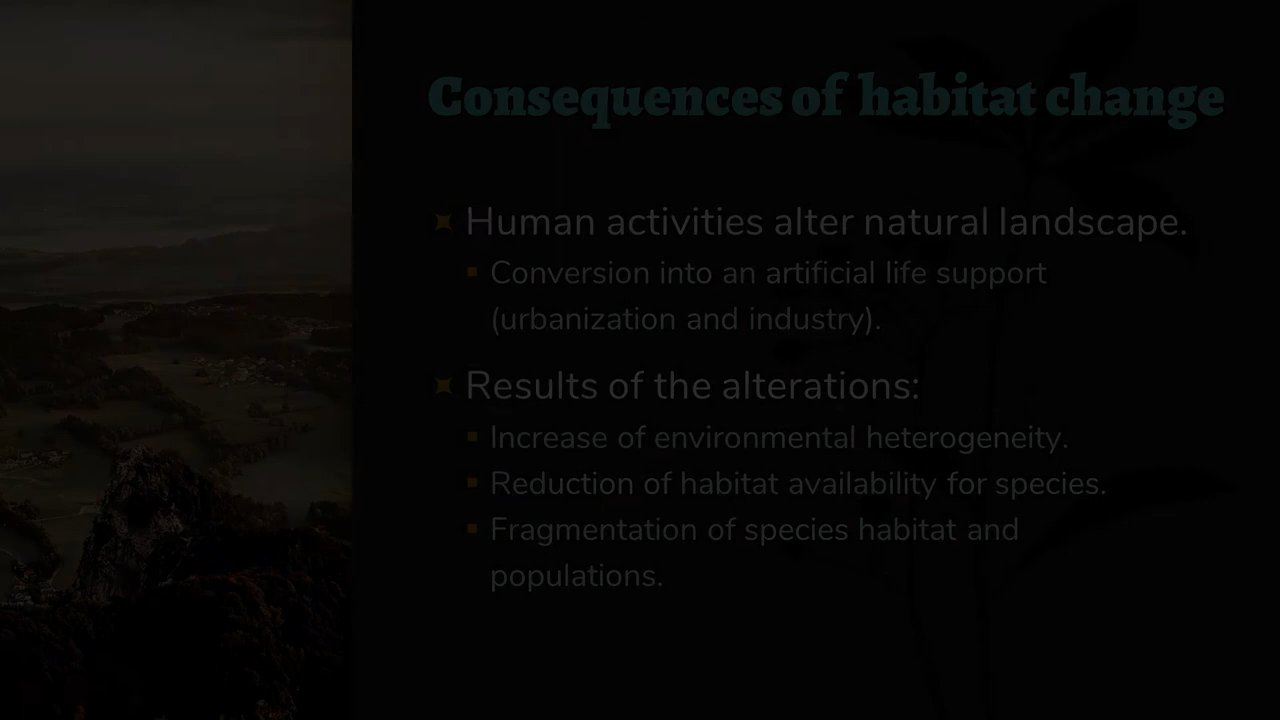 Consequences of habitat change
Human activities alter natural landscape.
Conversion into an artificial life support
(urbanization and industry).
Results of the alterations:
Increase of environmental heterogeneity.
Reduction of habitat availability for species.
Fragmentation of species habitat and
populations.